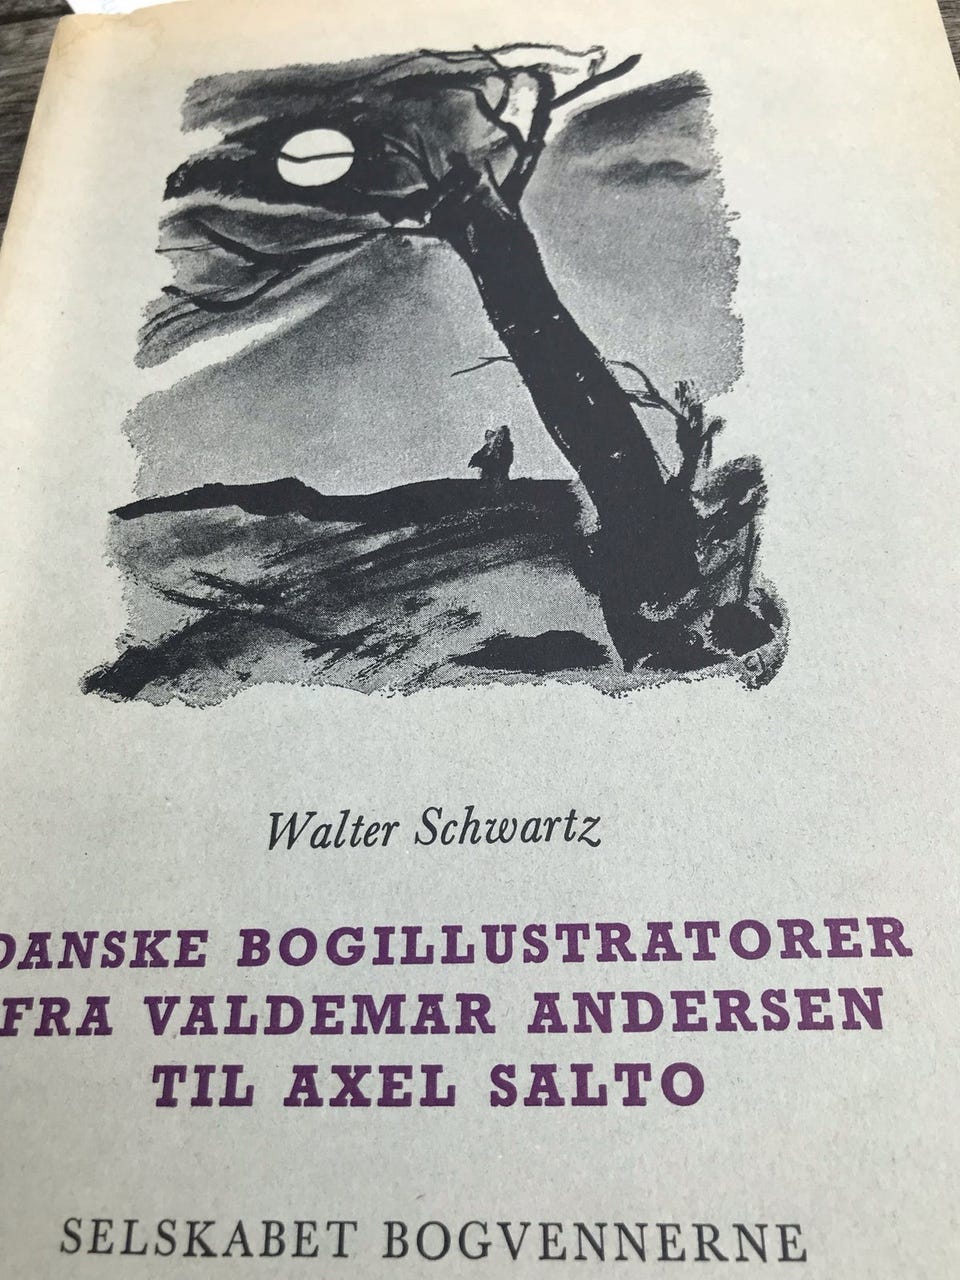 Walter Schwartz
DANSKE BOGILLUSTRATORER
FRA VALDEMAR ANDERSEN
TIL AXEL SALTO
SELSKABET BOGVENNERNE